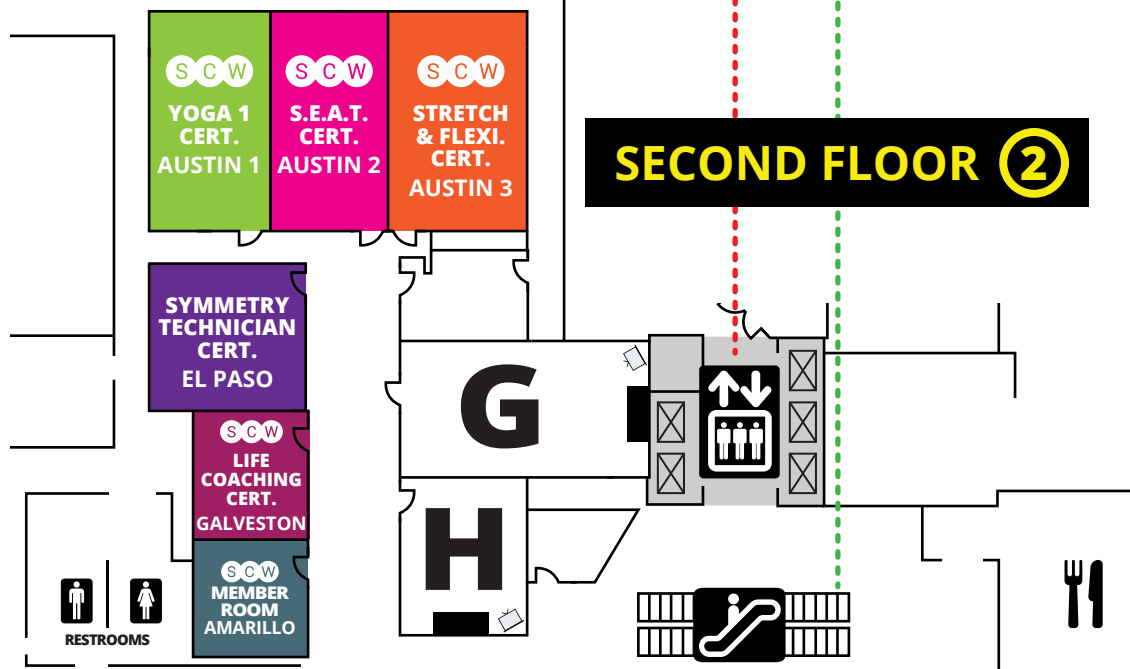 SCW
YOGA 1
CERT.
AUSTIN 1
SCW
S.E.A.T.
CERT.
AUSTIN 2
SCW
STRETCH
& FLEXI.
CERT.
AUSTIN 3
SECOND FLOOR 2
SYMMETRY
TECHNICIAN
CERT.
EL PASO
G
SCW
LIFE
COACHING
CERT.
GALVESTON
H
SCW
MEMBER
ROOM
AMARILLO
RESTROOMS